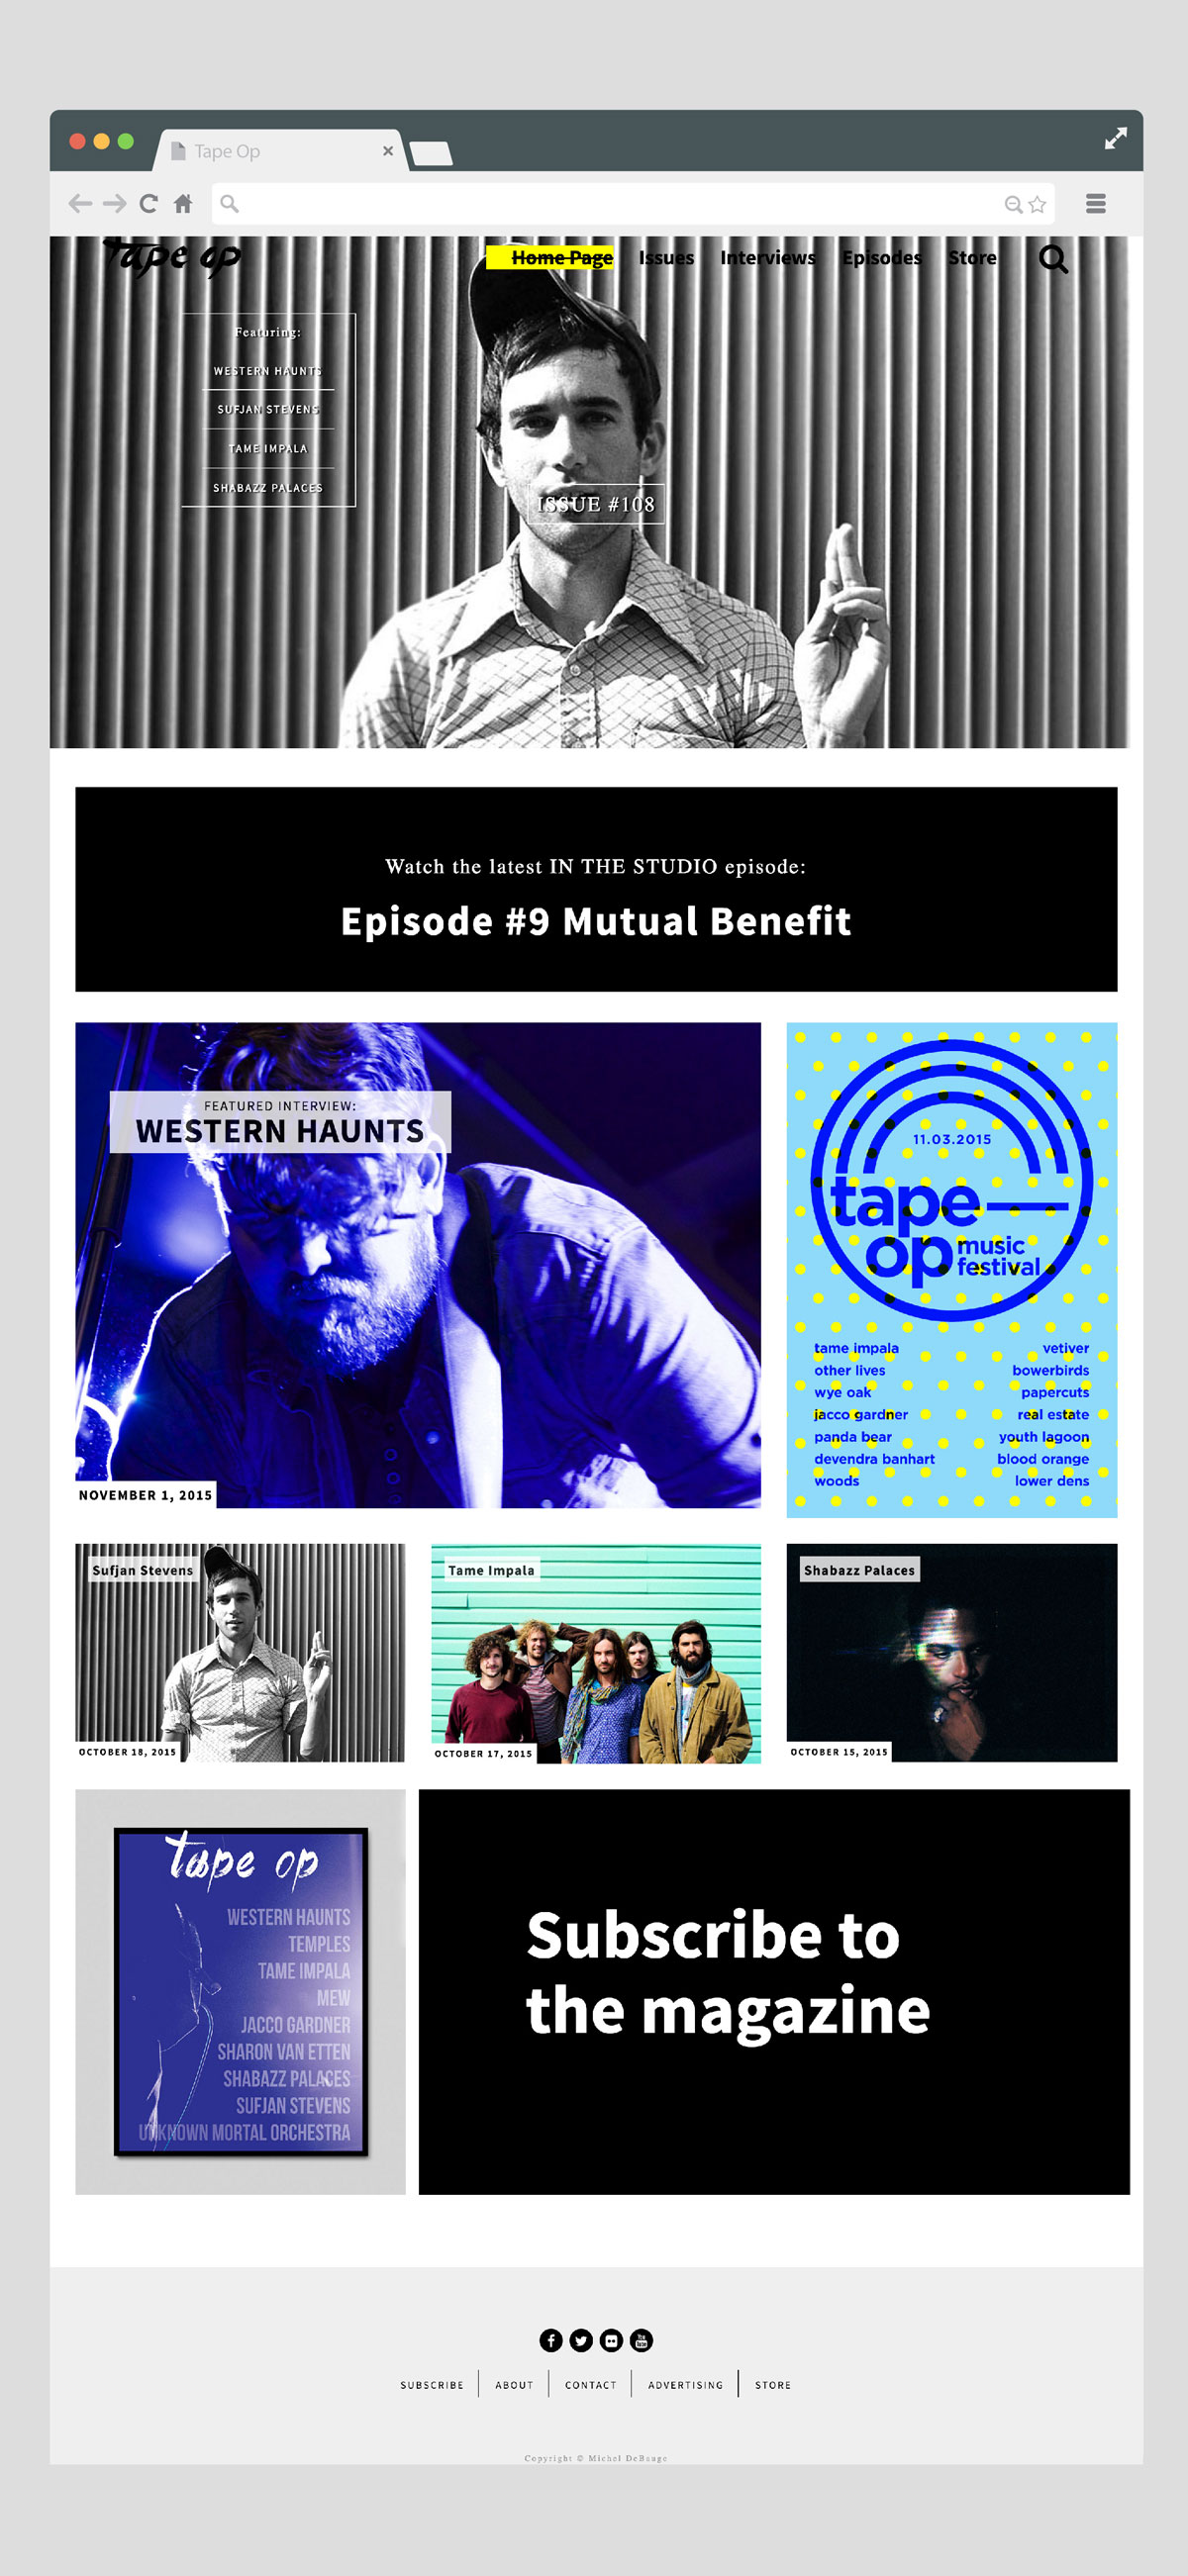 Tape Op
tape op
Home Page Issues Interviews Episodes Store
Featuring:
WESTERN HAUNTS
SUFJAN STEVENS
TAME IMPALA
SHABAZZ PALACES
ISSUE #108
Watch the latest IN THE STUDIO episode:
Episode #9 Mutual Benefit
FEATURED INTERVIEW:
WESTERN HAUNTS
NOVEMBER 1, 2015
11.03.2015
tape
op music
festival
tame impala vetiver
other lives bowerbirds
wye oak papercuts
jacco gardner real estate
panda bear youth lagoon
devendra banhart blood orange
woods lower dens
Sufjan Stevens
OCTOBER 18, 2015
Tame Impala
OCTOBER 17, 2015
Shabazz Palaces
OCTOBER 15, 2015
tape op
WESTERN HAUNTS
TEMPLES
TAME IMPALA
MEW
JACCO GARDNER
SHARON VAN ETTEN
SHABAZZ PALACES
SUFJAN STEVENS
UNKNOWN MORTAL ORCHESTRA
Subscribe to
the magazine
You
Tube
SUBSCRIBE ABOUT CONTACT ADVERTISING STORE
Copyright © Michel DeBsuge